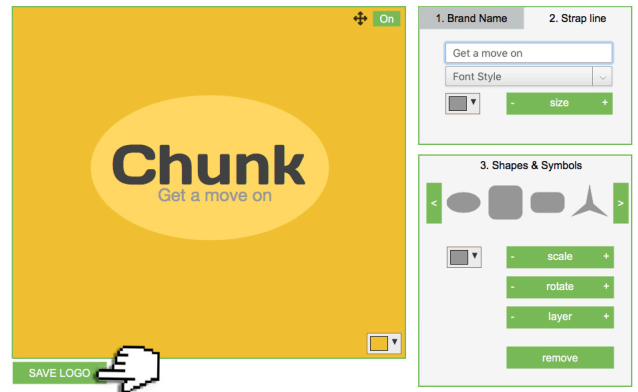 On
Chunk
Get a move on
SAVE LOGO
1. Brand Name
2. Strap line
Get a move on
Font Style
- size +
3. Shapes & Symbols
< >
- scale +
- rotate +
- layer +
remove